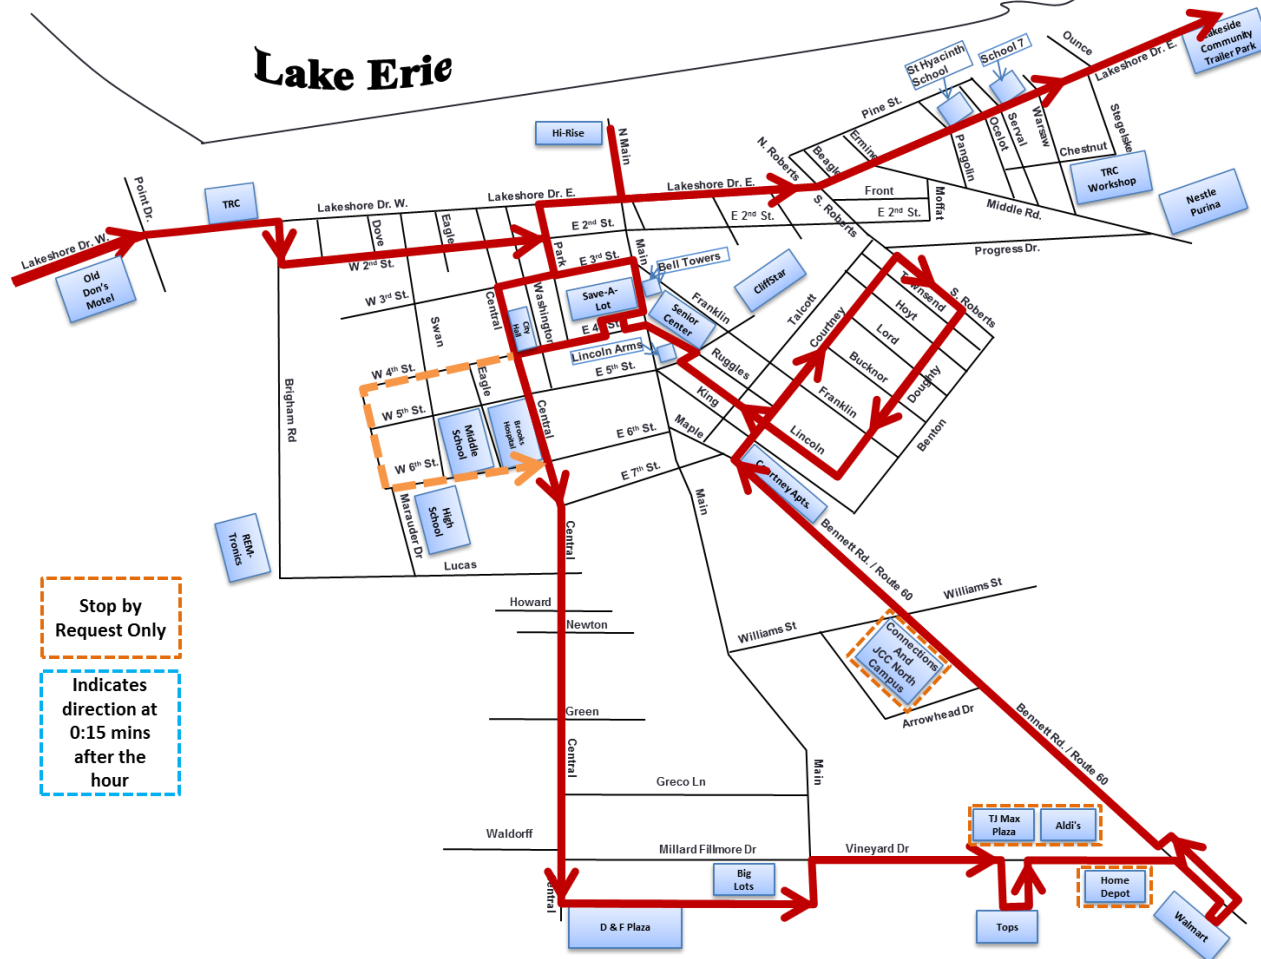 Lake Erie
Ounce
School 7
St Hyacinth
School
Lakeside
Community
Trailer Park
Lakeshore Dr. E.
Pine St.
Ermine
Beagle
N. Roberts
Pangolin
Ocelot
Serval
Warsaw
Stegelske
Chestnut
TRC
Workshop
Nestle
Purina
Hi-Rise
N Main
Lakeshore Dr. E.
Lakeshore Dr. E.
Front
E 2nd St.
Moffat
Middle Rd.
S. Roberts
Progress Dr.
Point Dr.
TRC
Lakeshore Dr. W.
Lakeshore Dr. W.
Old
Don's
Motel
Dove
Eagle
W 2nd St.
W 3rd St.
E 2nd St.
E 2nd St.
Park
E 3rd St.
Main
Bell Towers
CliffStar
Save-A-
Lot
Senior
Center
Franklin
Central
Washington
City
Hall
E 4th St.
Lincoln Arms
E 5th St.
Ruggles
King
Maple
Talcott
Courtney
Townsend
S. Roberts
Hoyt
Lord
Bucknor
Doughty
Franklin
Lincoln
Benton
Swan
W 4th St.
Eagle
W 5th St.
Middle
School
Brooks
Hospital
Central
W 6th St.
E 6th St.
E 7th St.
Main
Brigham Rd
Marauder Dr
High
School
REM-
Tronics
Lucas
Central
Courtney Apts.
Bennett Rd. / Route 60
Stop by
Request Only
Indicates
direction at
0:15 mins
after the
hour
Howard
Newton
Williams St
Williams St
Connections
And
JCC North
Campus
Arrowhead Dr
Green
Central
Bennett Rd. / Route 60
Greco Ln
Main
Waldorff
Millard Fillmore Dr
Vineyard Dr
TJ Max
Plaza
Aldi's
Big
Lots
Home
Depot
Central
D & F Plaza
Tops
Walmart